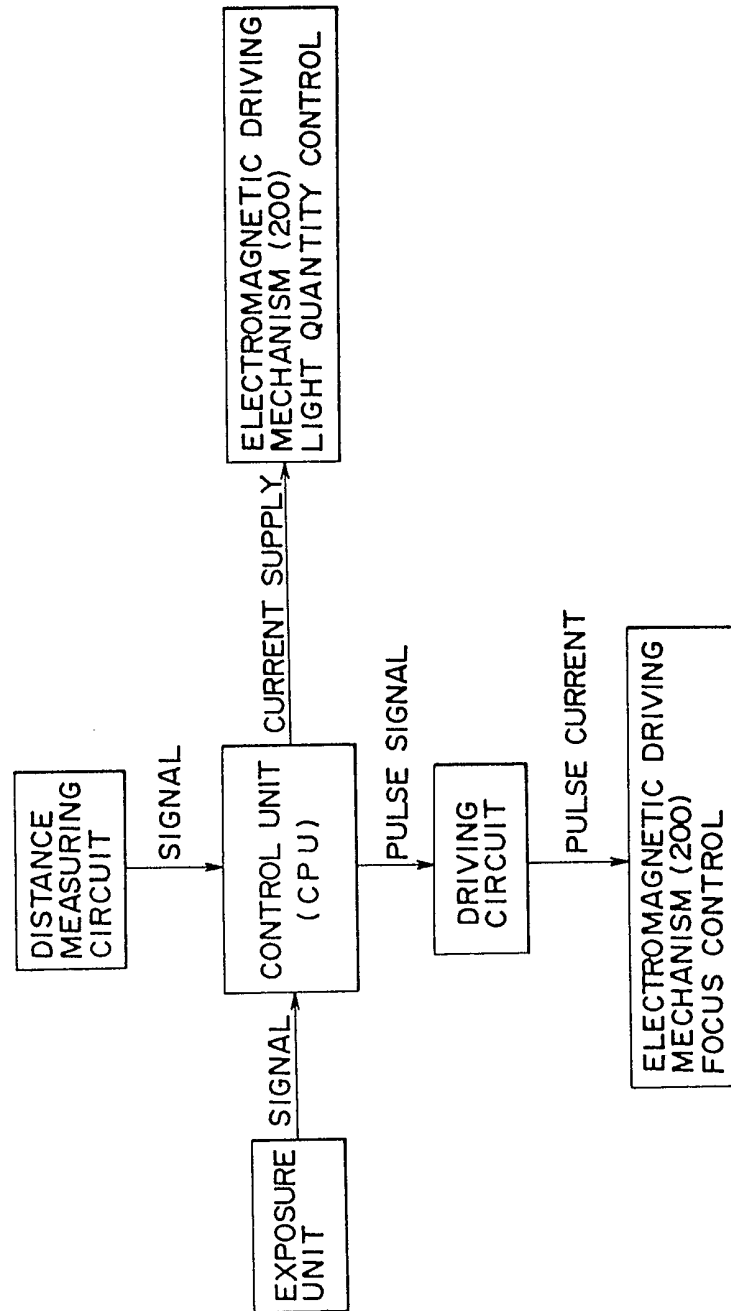 DISTANCE
MEASURING
CIRCUIT
SIGNAL
EXPOSURE
UNIT
SIGNAL
CONTROL UNIT
(CPU)
CURRENT SUPPLY
ELECTROMAGNETIC DRIVING
MECHANISM (200)
LIGHT QUANTITY CONTROL
PULSE SIGNAL
DRIVING
CIRCUIT
PULSE CURRENT
ELECTROMAGNETIC DRIVING
MECHANISM (200)
FOCUS CONTROL